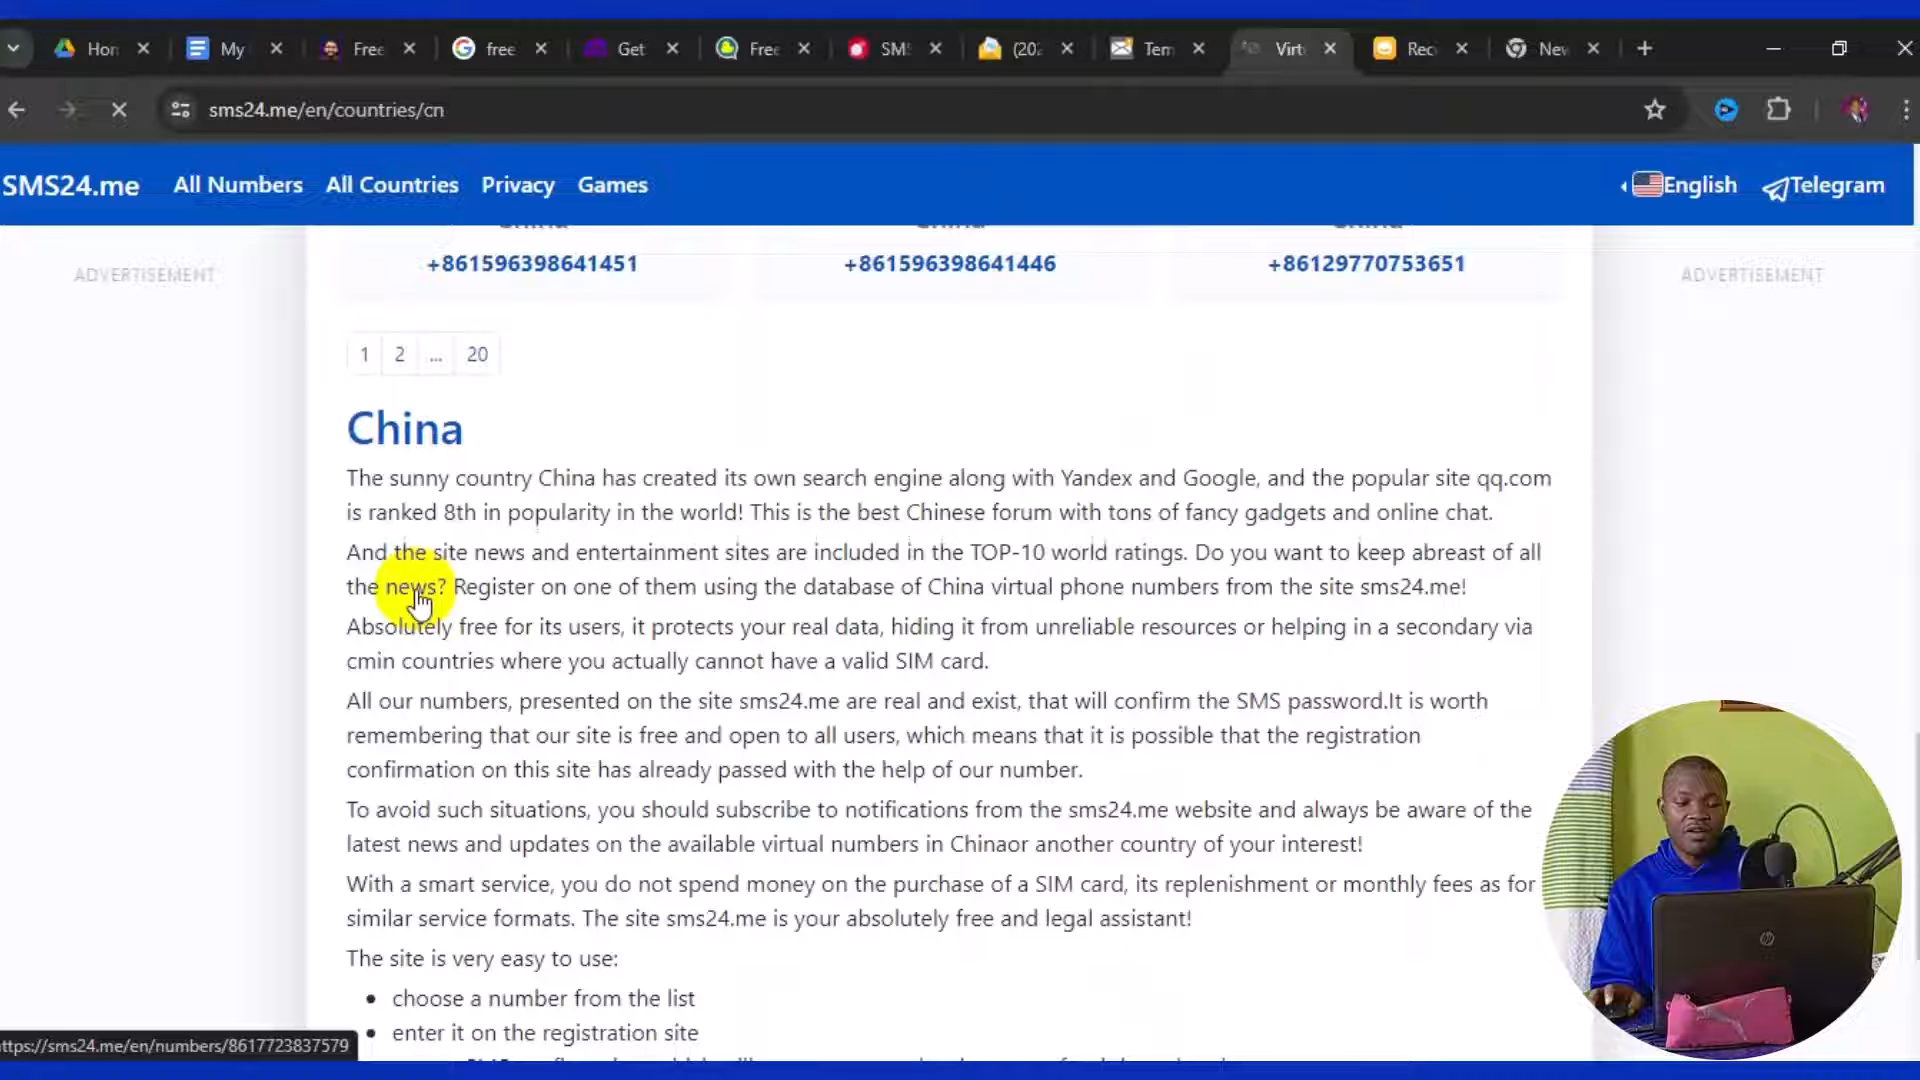 Hon My Free free Get Free SM (202 Tem Virt Rec New
sms24.me/en/countries/cn
SMS24.me All Numbers All Countries Privacy Games English Telegram
ADVERTISEMENT
ADVERTISEMENT
China China China
+861596398641451 +861596398641446 +86129770753651
1 2 ... 20
China
The sunny country China has created its own search engine along with Yandex and Google, and the popular site qq.com
is ranked 8th in popularity in the world! This is the best Chinese forum with tons of fancy gadgets and online chat.
And the site news and entertainment sites are included in the TOP-10 world ratings. Do you want to keep abreast of all
the news? Register on one of them using the database of China virtual phone numbers from the site sms24.me!
Absolutely free for its users, it protects your real data, hiding it from unreliable resources or helping in a secondary via
cmin countries where you actually cannot have a valid SIM card.
All our numbers, presented on the site sms24.me are real and exist, that will confirm the SMS password.It is worth
remembering that our site is free and open to all users, which means that it is possible that the registration
confirmation on this site has already passed with the help of our number.
To avoid such situations, you should subscribe to notifications from the sms24.me website and always be aware of the
latest news and updates on the available virtual numbers in Chinaor another country of your interest!
With a smart service, you do not spend money on the purchase of a SIM card, its replenishment or monthly fees as for
similar service formats. The site sms24.me is your absolutely free and legal assistant!
The site is very easy to use:
choose a number from the list
enter it on the registration site
ttps://sms24.me/en/numbers/8617723837579